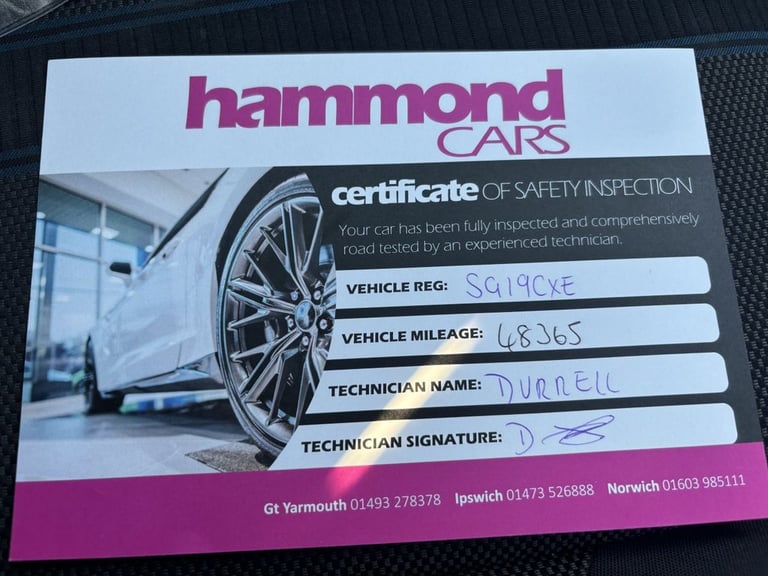 hammond
CARS
certificate OF SAFETY INSPECTION
Your car has been fully inspected and comprehensively
road tested by an experienced technician.
VEHICLE REG: SG19CXE
VEHICLE MILEAGE: 48365
TECHNICIAN NAME: DURRELL
TECHNICIAN SIGNATURE: D
Gt Yarmouth 01493 278378 Ipswich 01473 526888 Norwich 01603 985111